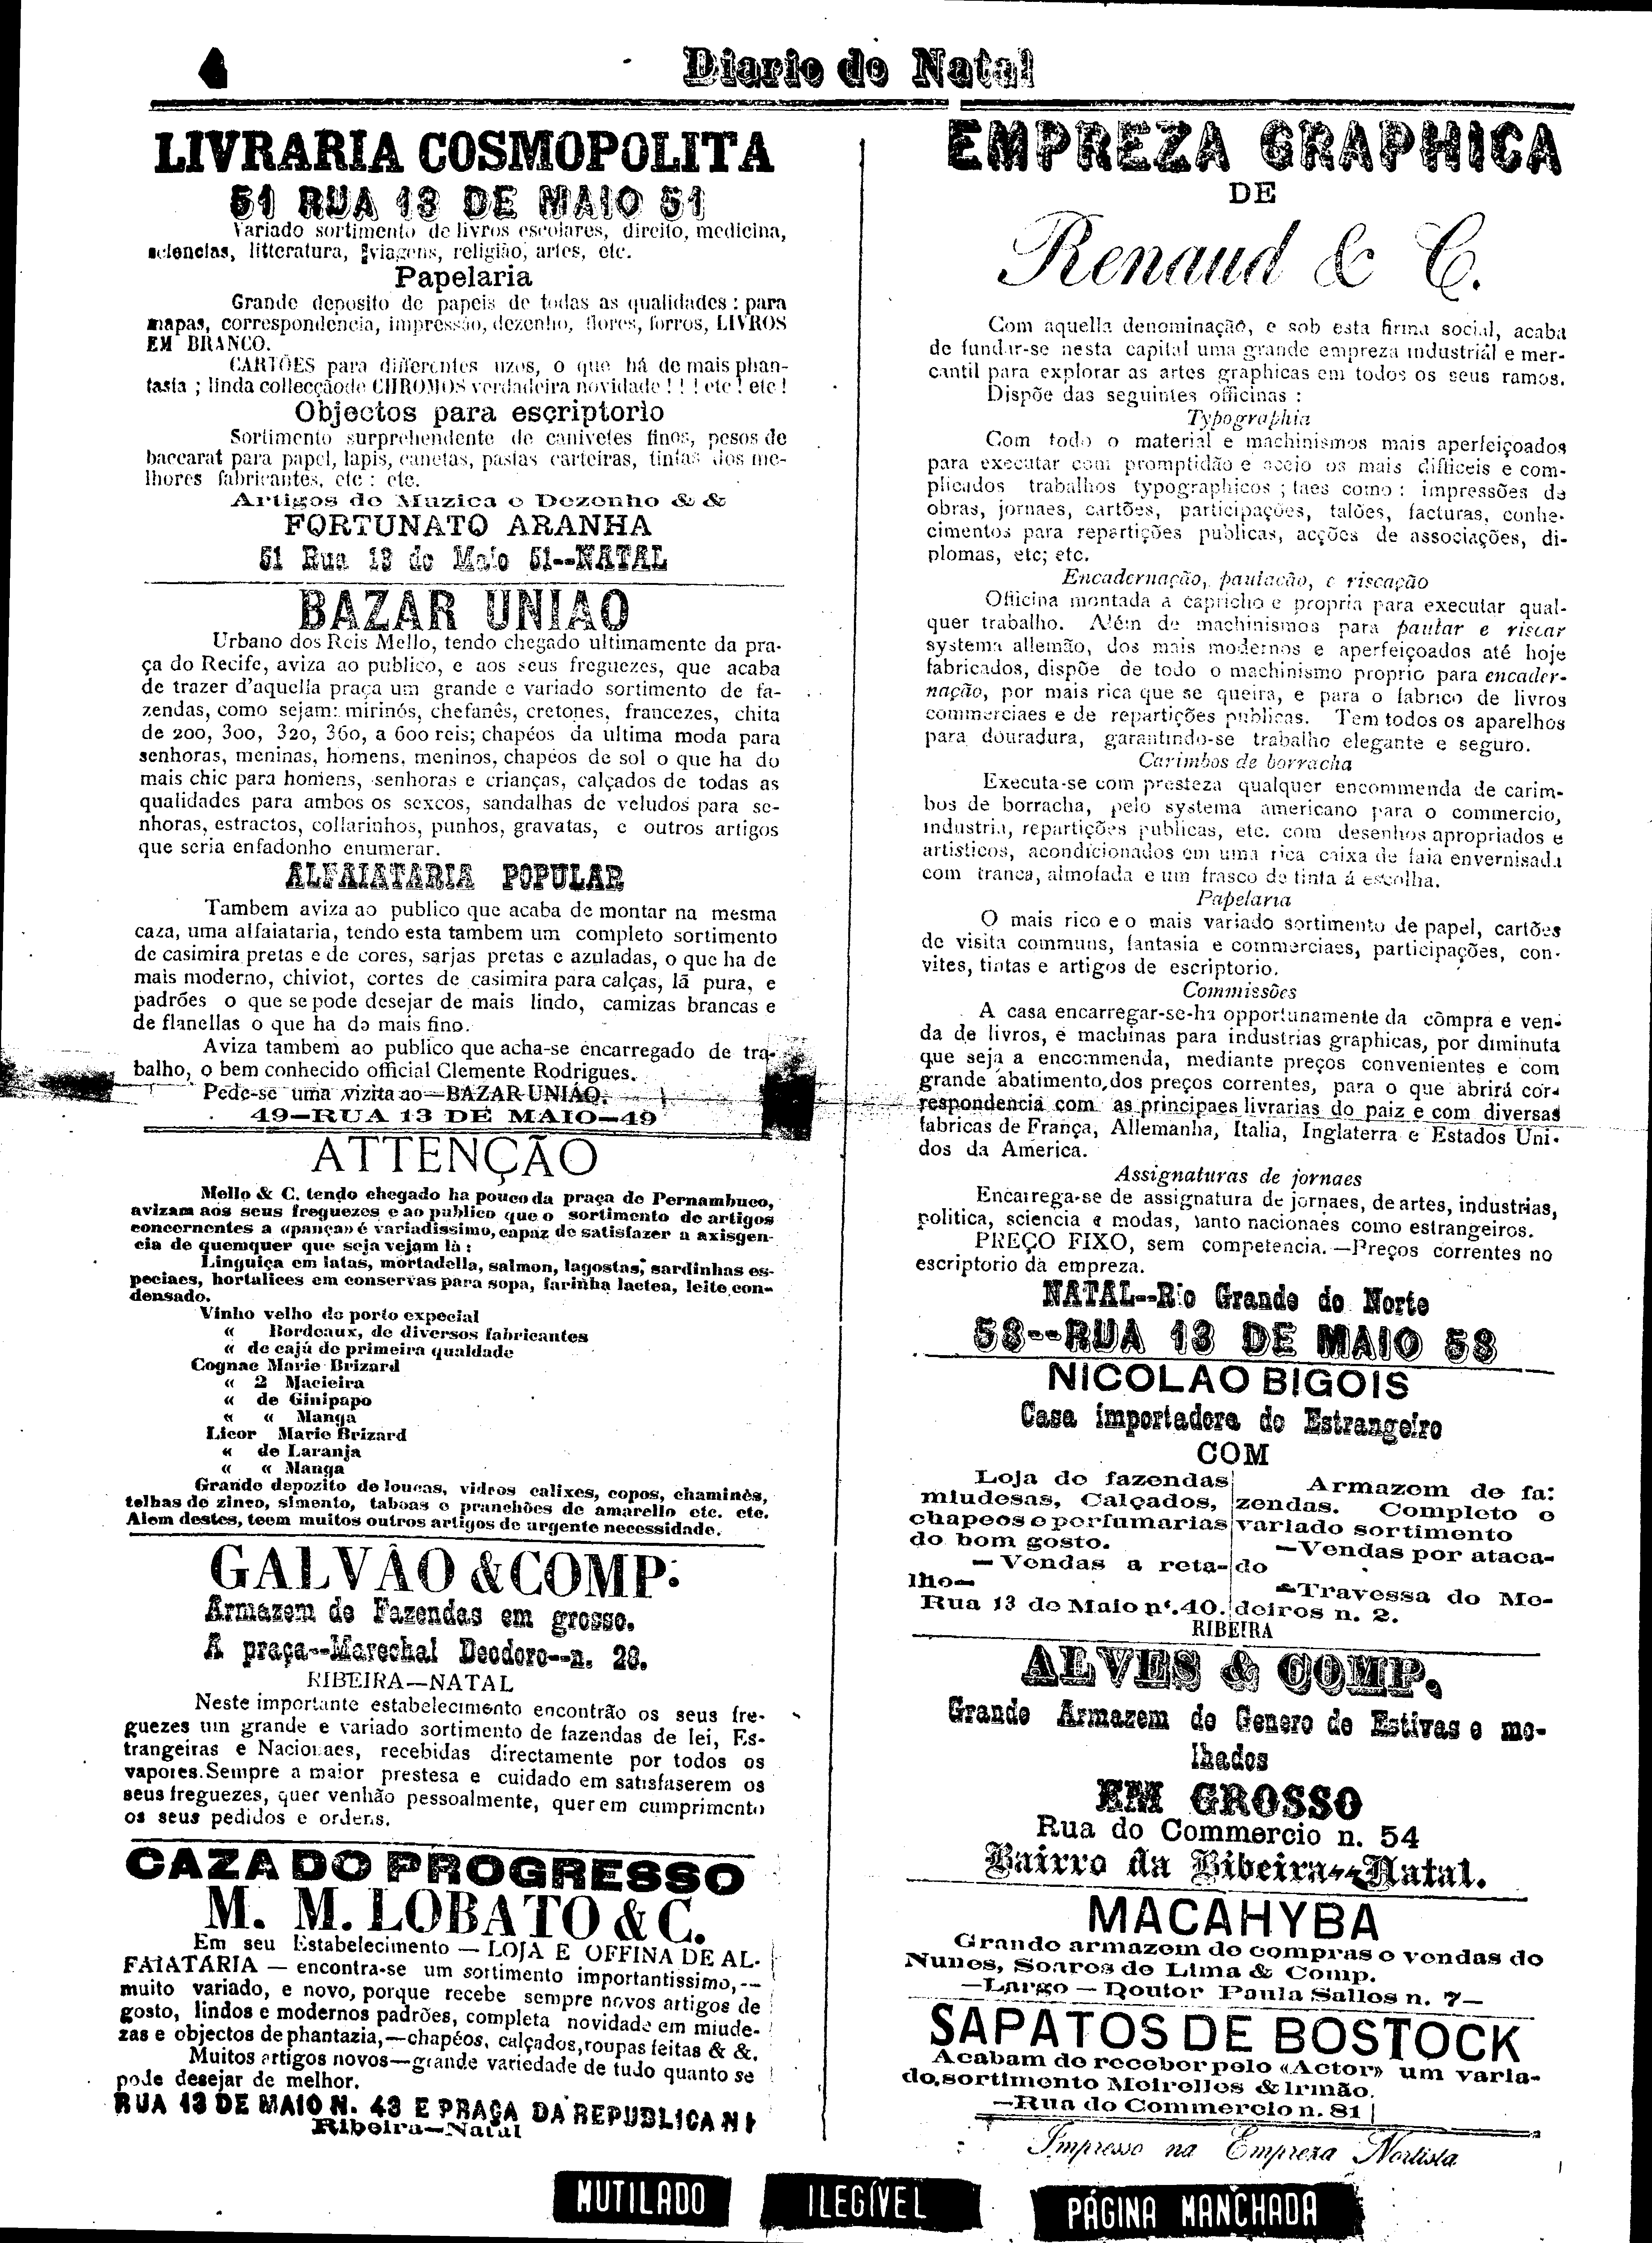 4
Diario do Natal
LIVRARIA COSMOPOLITA
51 RUA 13 DE MAIO 51
Variado sortimento de livros escolares, direito, medicina,
sciencias, litteratura, viagens, religião, artes, etc.
Papelaria
Grande deposito de papeis de todas as qualidades : para
mapas, correspondencia, impressão, dezenho, flores, forros, LIVROS
EM BRANCO.
CARTÕES para differentes uzos, o que há de mais phan-
tasia ; linda collecçãode CHROMOS verdadeira novidade ! ! ! etc ! etc !
Objectos para escriptorio
Sortimento surprehendente de canivetes finos, pesos de
baccarat para papel, lapis, canetas, pastas carteiras, tintas dos me-
lhores fabricantes, etc : etc.
Artigos de Muzica e Dezenho & &
FORTUNATO ARANHA
51 Rua 13 de Maio 51--NATAL
BAZAR UNIAO
Urbano dos Reis Mello, tendo chegado ultimamente da pra-
ça do Recife, aviza ao publico, e aos seus freguezes, que acaba
de trazer d'aquella praça um grande e variado sortimento de fa-
zendas, como sejam: mirinós, chefanês, cretones, francezes, chita
de 200, 300, 320, 360, a 600 reis; chapéos da ultima moda para
senhoras, meninas, homens, meninos, chapéos de sol o que ha do
mais chic para homens, senhoras e crianças, calçados de todas as
qualidades para ambos os sexcos, sandalhas de veludos para se-
nhoras, estractos, collarinhos, punhos, gravatas, e outros artigos
que seria enfadonho enumerar.
ALFAIATARIA POPULAR
Tambem aviza ao publico que acaba de montar na mesma
caza, uma alfaiataria, tendo esta tambem um completo sortimento
de casimira pretas e de cores, sarjas pretas e azuladas, o que ha de
mais moderno, chiviot, cortes de casimira para calças, lã pura, e
padrões o que se pode desejar de mais lindo, camizas brancas e
de flanellas o que ha do mais fino.
Aviza tambem ao publico que acha-se encarregado de tra-
balho, o bem conhecido official Clemente Rodrigues.
Pede-se uma vizita ao—BAZAR UNIÃO.
49—RUA 13 DE MAIO—49
ATTENÇÃO
Mello & C. tendo chegado ha pouco da praça de Pernambuco,
avizam aos seus freguezes e ao publico que o sortimento de artigos
concernentes a «pança» é variadissimo, capaz de satisfazer a axisgen-
cia de quemquer que seja vejam lá :
Linguiça em latas, mortadella, salmon, lagostas, sardinhas es-
peciaes, hortalices em conservas para sopa, farinha lactea, leite con-
densado.
Vinho velho do porto expecial
« Bordeaux, de diversos fabricantes
« de cajú de primeira qualdade
Cognac Marie Brizard
« 2 Macieira
« de Ginipapo
« « Manga
Licor Marie Brizard
« de Laranja
« « Manga
Grande depozito de loucas, vidros calixes, copos, chaminês,
telhas de zinco, simento, taboas e pranchões de amarello etc. etc.
Alem destes, teem muitos outros artigos de urgente necessidade.
GALVÃO & COMP.
Armazem de Fazendas em grosso.
A praça--Marechal Deodoro--n. 28.
RIBEIRA—NATAL
Neste importante estabelecimento encontrão os seus fre-
guezes um grande e variado sortimento de fazendas de lei, Es-
trangeiras e Nacionaes, recebidas directamente por todos os
vapores. Sempre a maior prestesa e cuidado em satisfaserem os
seus freguezes, quer venhão pessoalmente, quer em cumprimento
os seus pedidos e ordens.
CAZA DO PROGRESSO
M. M. LOBATO & C.
Em seu Estabelecimento — LOJA E OFFINA DE AL-
FAIATARIA — encontra-se um sortimento importantissimo,--
muito variado, e novo, porque recebe sempre novos artigos de
gosto, lindos e modernos padrões, completa novidade em miude-
zas e objectos de phantazia,—chapéos, calçados, roupas feitas & &.
Muitos artigos novos—grande variedade de tudo quanto se
pode desejar de melhor.
RUA 13 DE MAIO N. 43 E PRAÇA DA REPUBLICA N 1
Ribeira—Natal
EMPREZA GRAPHICA
DE
Renaud & C.
Com aquella denominação, e sob esta firma social, acaba
de fundar-se nesta capital uma grande empreza industrial e mer-
cantil para explorar as artes graphicas em todos os seus ramos.
Dispõe das seguintes officinas :
Typographia
Com todo o material e machinismos mais aperfeiçoados
para executar com promptidão e aceio os mais difficeis e com-
plicados trabalhos typographicos ; taes como : impressões de
obras, jornaes, cartões, participações, talões, facturas, conhe-
cimentos para repartições publicas, acções de associações, di-
plomas, etc; etc.
Encadernação, pautacão, e riscação
Officina montada a capricho e propria para executar qual-
quer trabalho. Além de machinismos para pautar e riscar
systema allemão, dos mais modernos e aperfeiçoados até hoje
fabricados, dispõe de todo o machinismo proprio para encader-
nação, por mais rica que se queira, e para o fabrico de livros
commerciaes e de repartições publicas. Tem todos os aparelhos
para douradura, garantindo-se trabalho elegante e seguro.
Carimbos de borracha
Executa-se com presteza qualquer encommenda de carim-
bos de borracha, pelo systema americano para o commercio,
industria, repartições publicas, etc. com desenhos apropriados e
artisticos, acondicionados em uma rica caixa de faia envernisada
com tranca, almofada e um frasco de tinta á escolha.
Papelaria
O mais rico e o mais variado sortimento de papel, cartões
de visita communs, fantasia e commerciaes, participações, con-
vites, tintas e artigos de escriptorio.
Commissões
A casa encarregar-se-ha opportunamente da compra e ven-
da de livros, e machinas para industrias graphicas, por diminuta
que seja a encommenda, mediante preços convenientes e com
grande abatimento dos preços correntes, para o que abrirá cor-
respondencia com as principaes livrarias do paiz e com diversas
fabricas de França, Allemanha, Italia, Inglaterra e Estados Uni-
dos da America.
Assignaturas de jornaes
Encarrega-se de assignatura de jornaes, de artes, industrias,
politica, sciencia e modas, tanto nacionaes como estrangeiros.
PREÇO FIXO, sem competencia.—Preços correntes no
escriptorio da empreza.
NATAL--Rio Grande do Norte
58--RUA 13 DE MAIO 58
NICOLAO BIGOIS
Casa importadora do Estrangeiro
COM
Loja de fazendas
miudesas, Calçados,
chapeos e perfumarias
do bom gosto.
—Vendas a reta-
lho—
Rua 13 de Maio n. 40.
Armazem de fa:
zendas. Completo e
variado sortimento
—Vendas por ataca-
do
—Travessa do Mo-
deiros n. 2.
RIBEIRA
ALVES & COMP.
Grande Armazem de Genero de Estivas e mo-
lhados
EM GROSSO
Rua do Commercio n. 54
Bairro da Ribeira--Natal.
MACAHYBA
Grande armazem de compras e vendas de
Nunes, Soares de Lima & Comp.
—Largo — Doutor Paula Salles n. 7—
SAPATOS DE BOSTOCK
Acabam de receber pelo «Actor» um varia-
do sortimento Meirelles & Irmão.
—Rua do Commercio n. 81
Impresso na Empreza Nortista
MUTILADO
ILEGÍVEL
PÁGINA MANCHADA